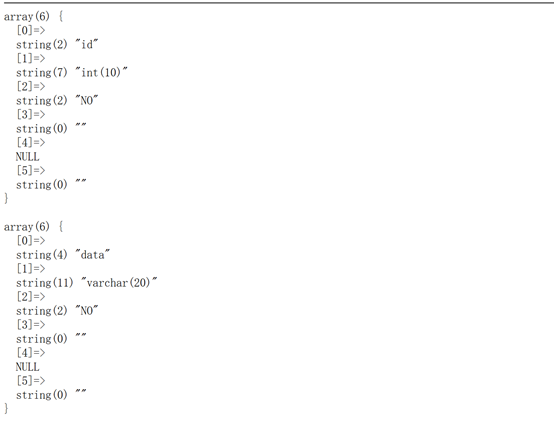 array(6) {
  [0]=>
  string(2) "id"
  [1]=>
  string(7) "int(10)"
  [2]=>
  string(2) "NO"
  [3]=>
  string(0) ""
  [4]=>
  NULL
  [5]=>
  string(0) ""
}
array(6) {
  [0]=>
  string(4) "data"
  [1]=>
  string(11) "varchar(20)"
  [2]=>
  string(2) "NO"
  [3]=>
  string(0) ""
  [4]=>
  NULL
  [5]=>
  string(0) ""
}